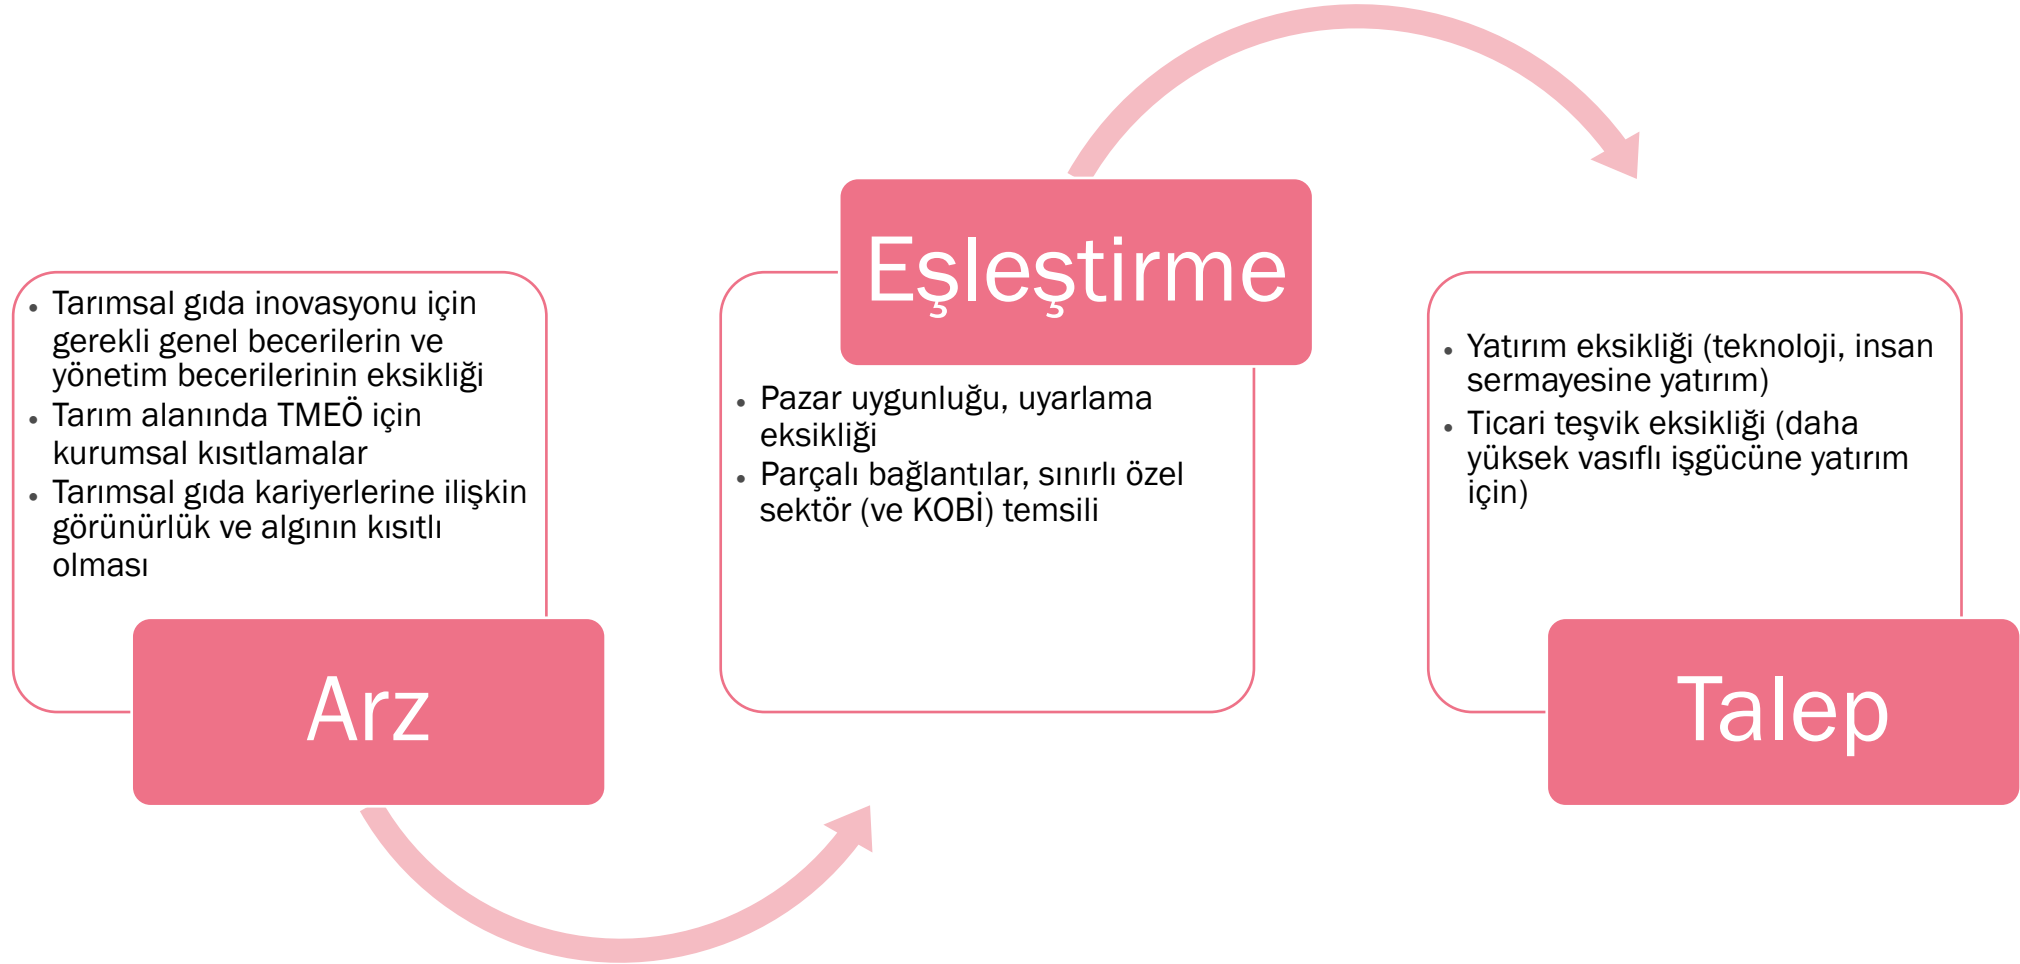 • Tarımsal gıda inovasyonu için
gerekli genel becerilerin ve
yönetim becerilerinin eksikliği
• Tarım alanında TMEÖ için
kurumsal kısıtlamalar
• Tarımsal gıda kariyerlerine ilişkin
görünürlük ve algının kısıtlı
olması
Arz
Eşleştirme
• Pazar uygunluğu, uyarlama
eksikliği
• Parçalı bağlantılar, sınırlı özel
sektör (ve KOBİ) temsili
• Yatırım eksikliği (teknoloji, insan
sermayesine yatırım)
• Ticari teşvik eksikliği (daha
yüksek vasıflı işgücüne yatırım
için)
Talep